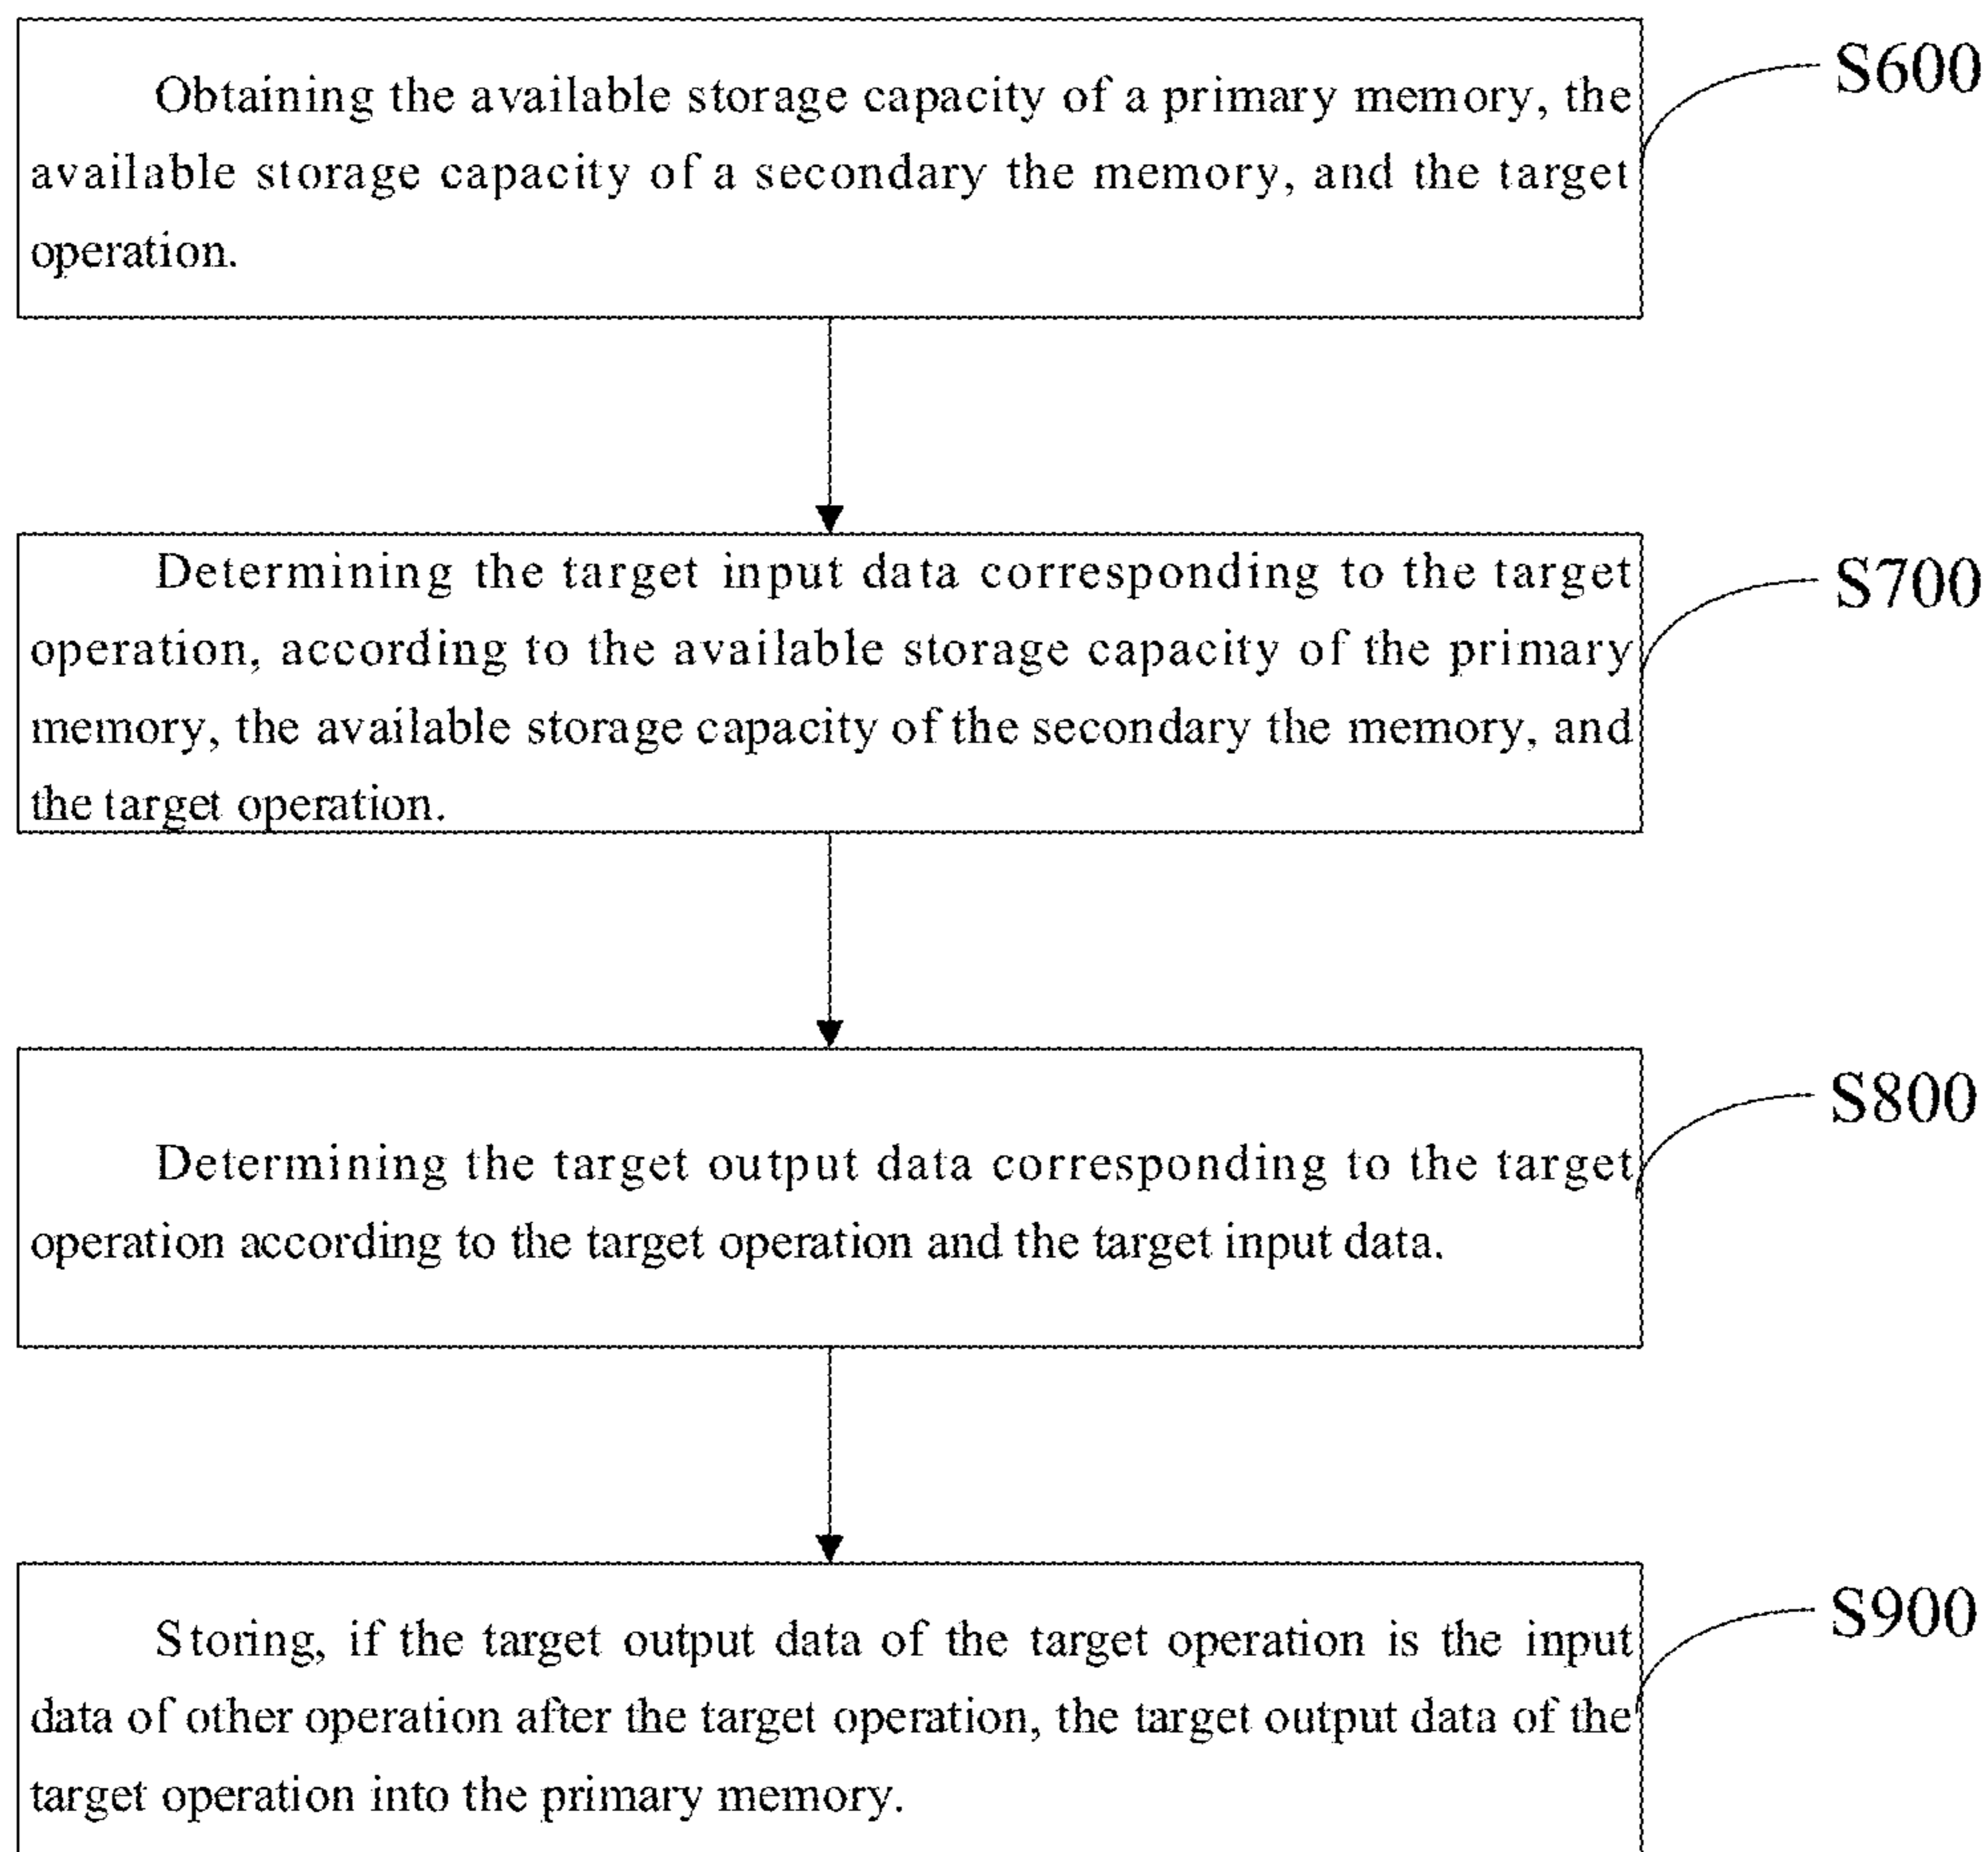 Obtaining the available storage capacity of a primary memory, the
available storage capacity of a secondary the memory, and the target
operation.
S600
Determining the target input data corresponding to the target
operation, according to the available storage capacity of the primary
memory, the available storage capacity of the secondary the memory, and
the target operation.
S700
Determining the target output data corresponding to the target
operation according to the target operation and the target input data.
S800
Storing, if the target output data of the target operation is the input
data of other operation after the target operation, the target output data of the
target operation into the primary memory.
S900